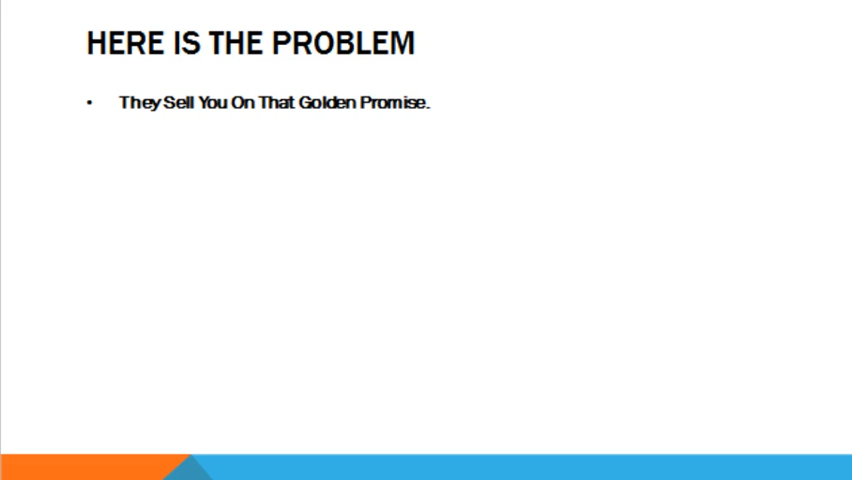 HERE IS THE PROBLEM
• They Sell You On That Golden Promise.